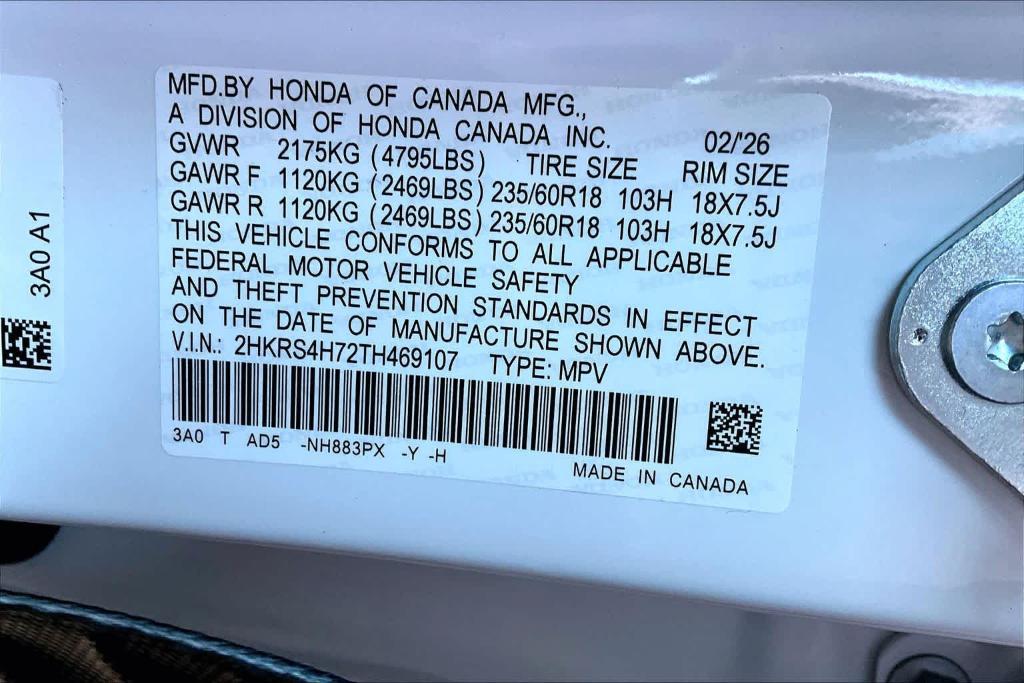 MFD.BY HONDA OF CANADA MFG.,
A DIVISION OF HONDA CANADA INC. 02/'26
GVWR 2175KG (4795LBS) TIRE SIZE RIM SIZE
GAWR F 1120KG (2469LBS) 235/60R18 103H 18X7.5J
GAWR R 1120KG (2469LBS) 235/60R18 103H 18X7.5J
THIS VEHICLE CONFORMS TO ALL APPLICABLE
FEDERAL MOTOR VEHICLE SAFETY
AND THEFT PREVENTION STANDARDS IN EFFECT
ON THE DATE OF MANUFACTURE SHOWN ABOVE.
V.I.N.: 2HKRS4H72TH469107 TYPE: MPV
3A0 T AD5 -NH883PX -Y -H
MADE IN CANADA
3A0 A1